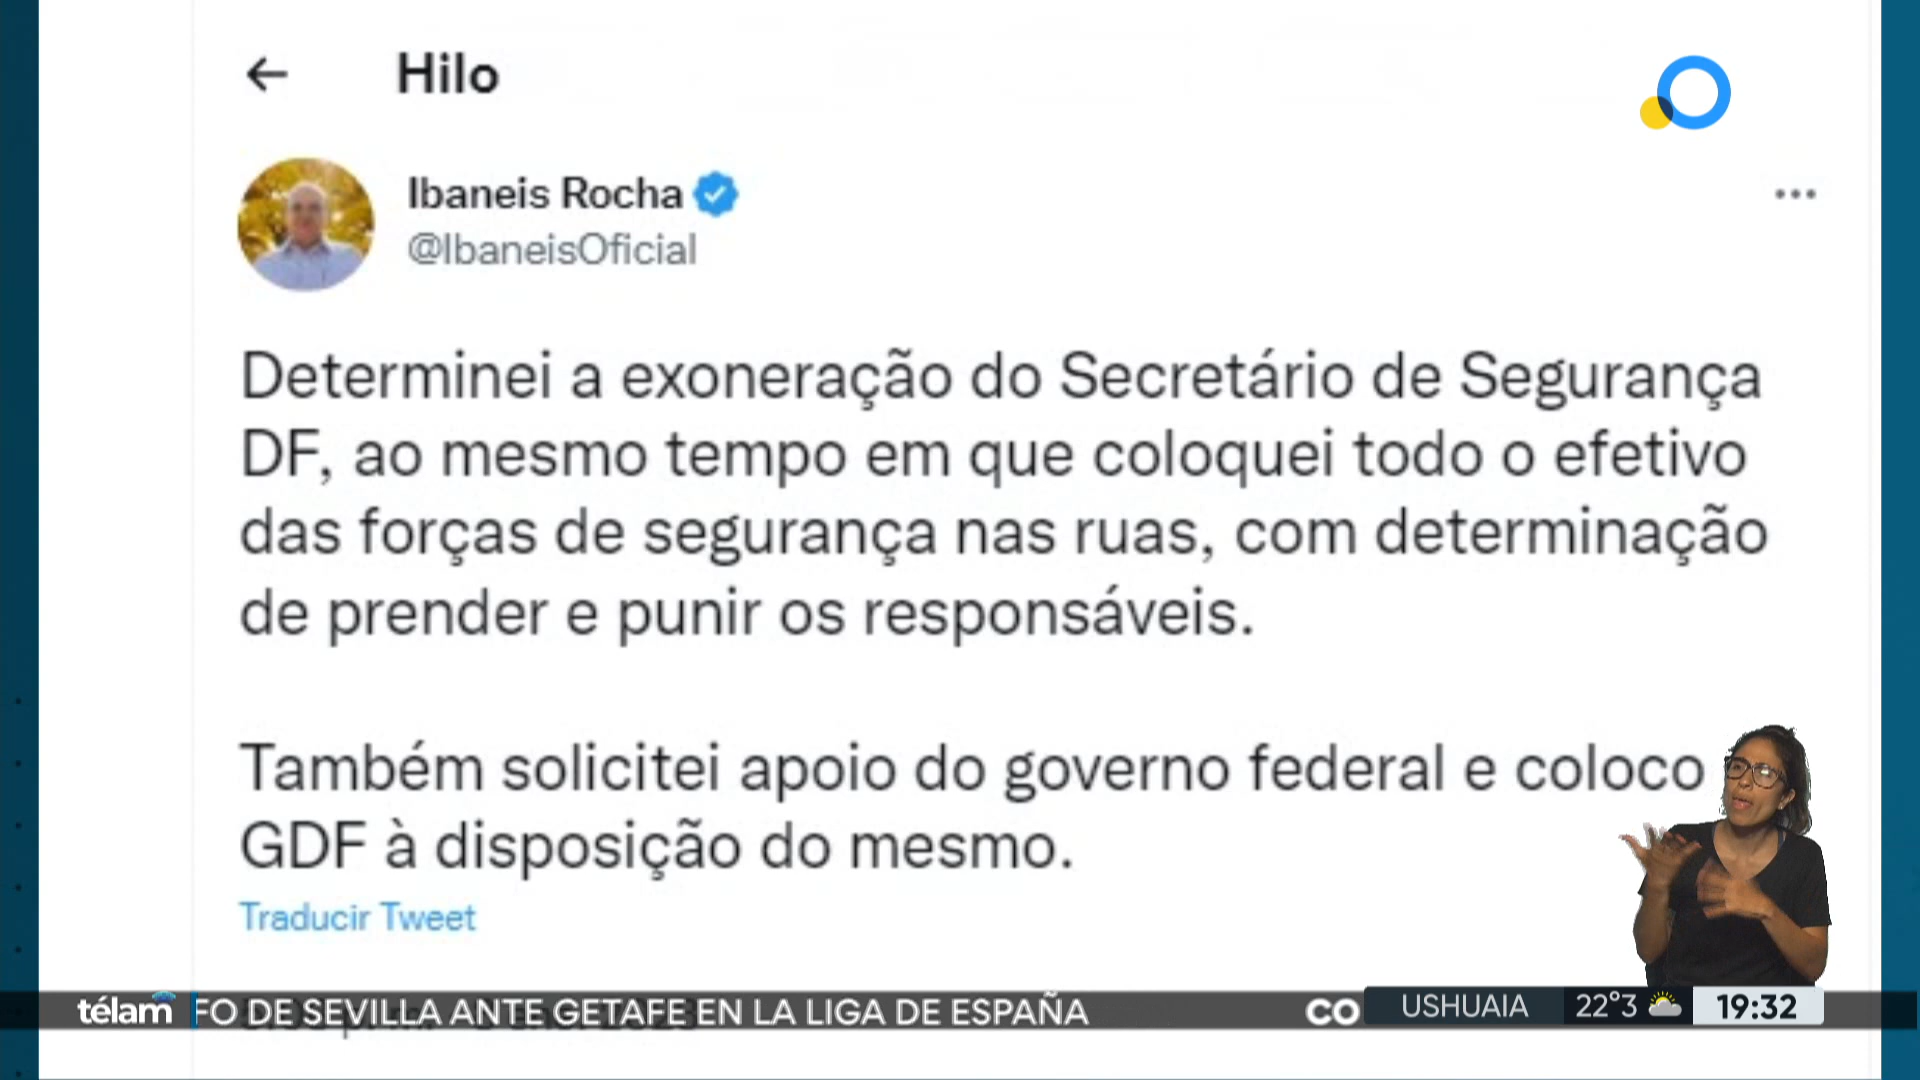 Hilo
Ibaneis Rocha
@IbaneisOficial
Determinei a exoneração do Secretário de Segurança
DF, ao mesmo tempo em que coloquei todo o efetivo
das forças de segurança nas ruas, com determinação
de prender e punir os responsáveis.
Também solicitei apoio do governo federal e coloco
GDF à disposição do mesmo.
Traducir Tweet
télam FO DE SEVILLA ANTE GETAFE EN LA LIGA DE ESPAÑA CO USHUAIA 22°3 19:32